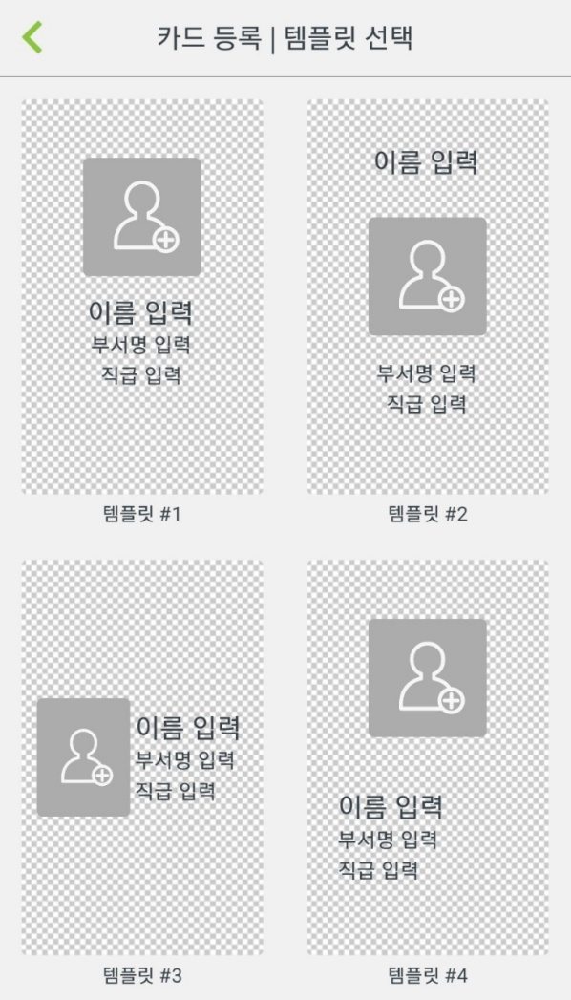 카드 등록 | 템플릿 선택
이름 입력
부서명 입력
직급 입력
템플릿 #1
이름 입력
부서명 입력
직급 입력
템플릿 #2
이름 입력
부서명 입력
직급 입력
템플릿 #3
이름 입력
부서명 입력
직급 입력
템플릿 #4